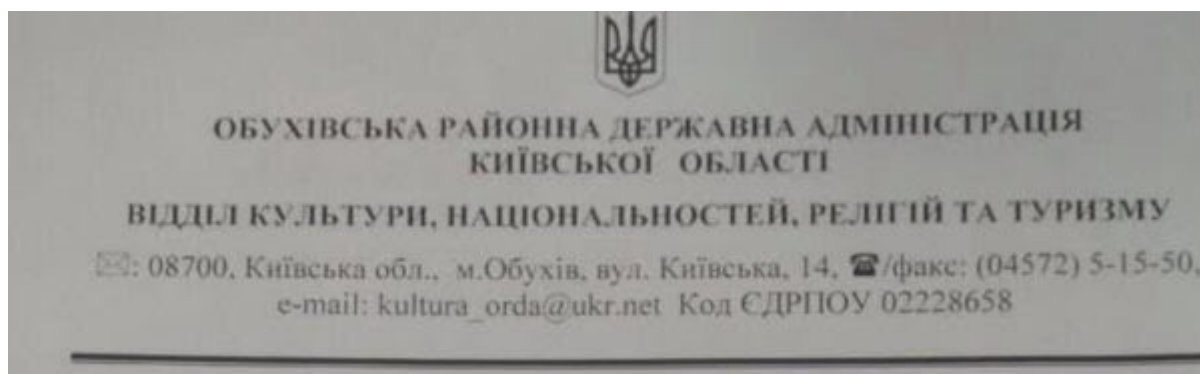 ОБУХІВСЬКА РАЙОННА ДЕРЖАВНА АДМІНІСТРАЦІЯ
КИЇВСЬКОЇ ОБЛАСТІ
ВІДДІЛ КУЛЬТУРИ, НАЦІОНАЛЬНОСТЕЙ, РЕЛІГІЙ ТА ТУРИЗМУ
✉: 08700, Київська обл., м.Обухів, вул. Київська, 14, ☎/факс: (04572) 5-15-50,
e-mail: kultura_orda@ukr.net Код ЄДРПОУ 02228658